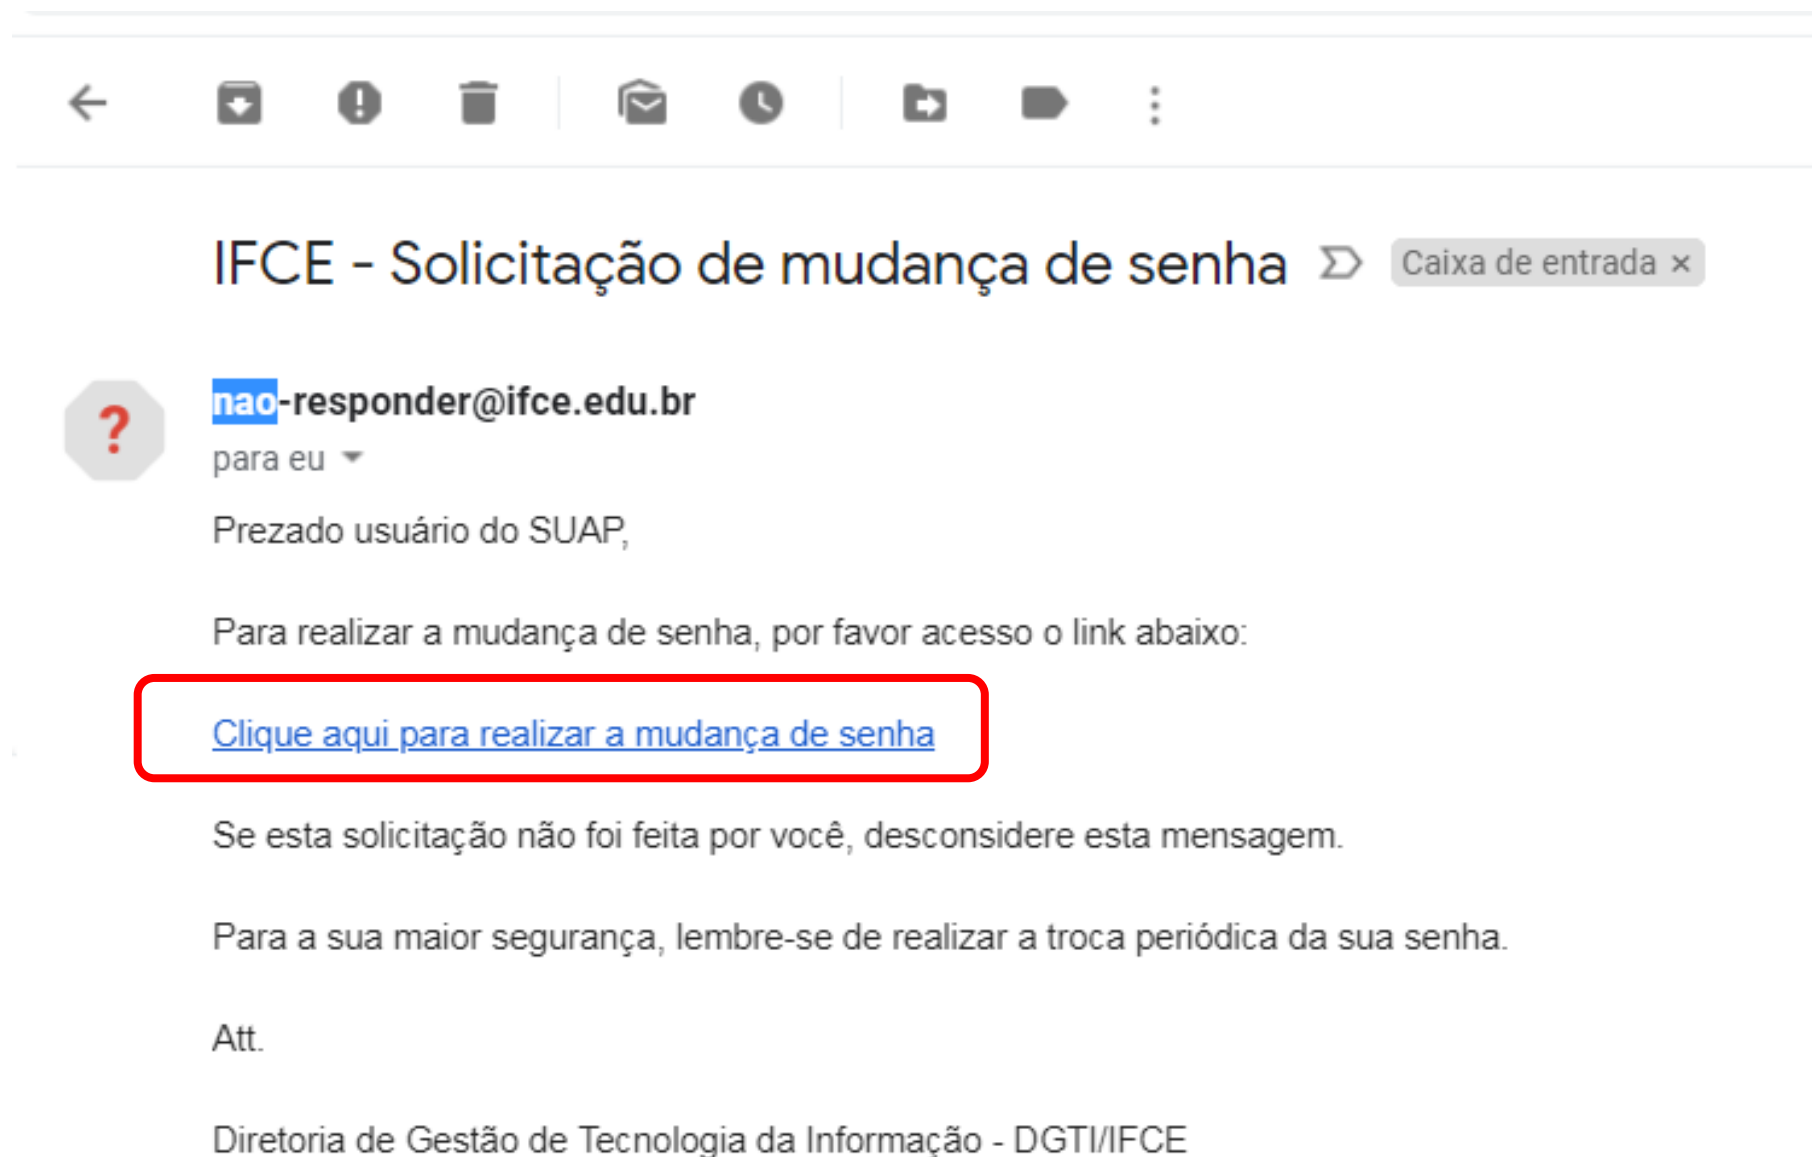 IFCE - Solicitação de mudança de senha Caixa de entrada ×
?
nao-responder@ifce.edu.br
para eu
Prezado usuário do SUAP,
Para realizar a mudança de senha, por favor acesso o link abaixo:
Clique aqui para realizar a mudança de senha
Se esta solicitação não foi feita por você, desconsidere esta mensagem.
Para a sua maior segurança, lembre-se de realizar a troca periódica da sua senha.
Att.
Diretoria de Gestão de Tecnologia da Informação - DGTI/IFCE